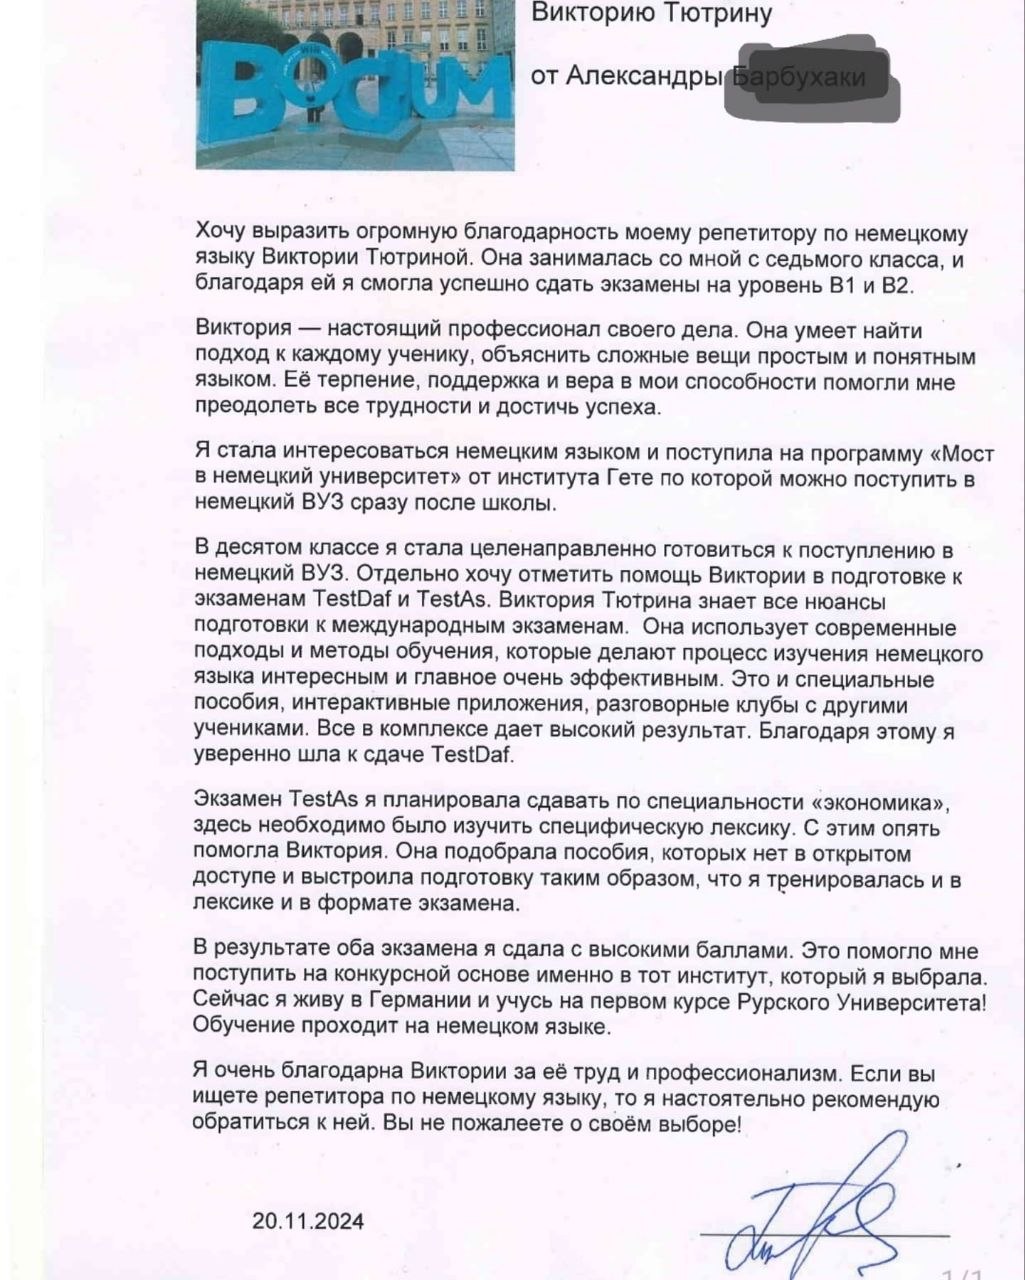 BOCHUM
Викторию Тютрину
от Александры
Хочу выразить огромную благодарность моему репетитору по немецкому
языку Виктории Тютриной. Она занималась со мной с седьмого класса, и
благодаря ей я смогла успешно сдать экзамены на уровень В1 и В2.
Виктория — настоящий профессионал своего дела. Она умеет найти
подход к каждому ученику, объяснить сложные вещи простым и понятным
языком. Её терпение, поддержка и вера в мои способности помогли мне
преодолеть все трудности и достичь успеха.
Я стала интересоваться немецким языком и поступила на программу «Мост
в немецкий университет» от института Гете по которой можно поступить в
немецкий ВУЗ сразу после школы.
В десятом классе я стала целенаправленно готовиться к поступлению в
немецкий ВУЗ. Отдельно хочу отметить помощь Виктории в подготовке к
экзаменам TestDaf и TestAs. Виктория Тютрина знает все нюансы
подготовки к международным экзаменам. Она использует современные
подходы и методы обучения, которые делают процесс изучения немецкого
языка интересным и главное очень эффективным. Это и специальные
пособия, интерактивные приложения, разговорные клубы с другими
учениками. Все в комплексе дает высокий результат. Благодаря этому я
уверенно шла к сдаче TestDaf.
Экзамен TestAs я планировала сдавать по специальности «экономика»,
здесь необходимо было изучить специфическую лексику. С этим опять
помогла Виктория. Она подобрала пособия, которых нет в открытом
доступе и выстроила подготовку таким образом, что я тренировалась и в
лексике и в формате экзамена.
В результате оба экзамена я сдала с высокими баллами. Это помогло мне
поступить на конкурсной основе именно в тот институт, который я выбрала.
Сейчас я живу в Германии и учусь на первом курсе Рурского Университета!
Обучение проходит на немецком языке.
Я очень благодарна Виктории за её труд и профессионализм. Если вы
ищете репетитора по немецкому языку, то я настоятельно рекомендую
обратиться к ней. Вы не пожалеете о своём выборе!
20.11.2024